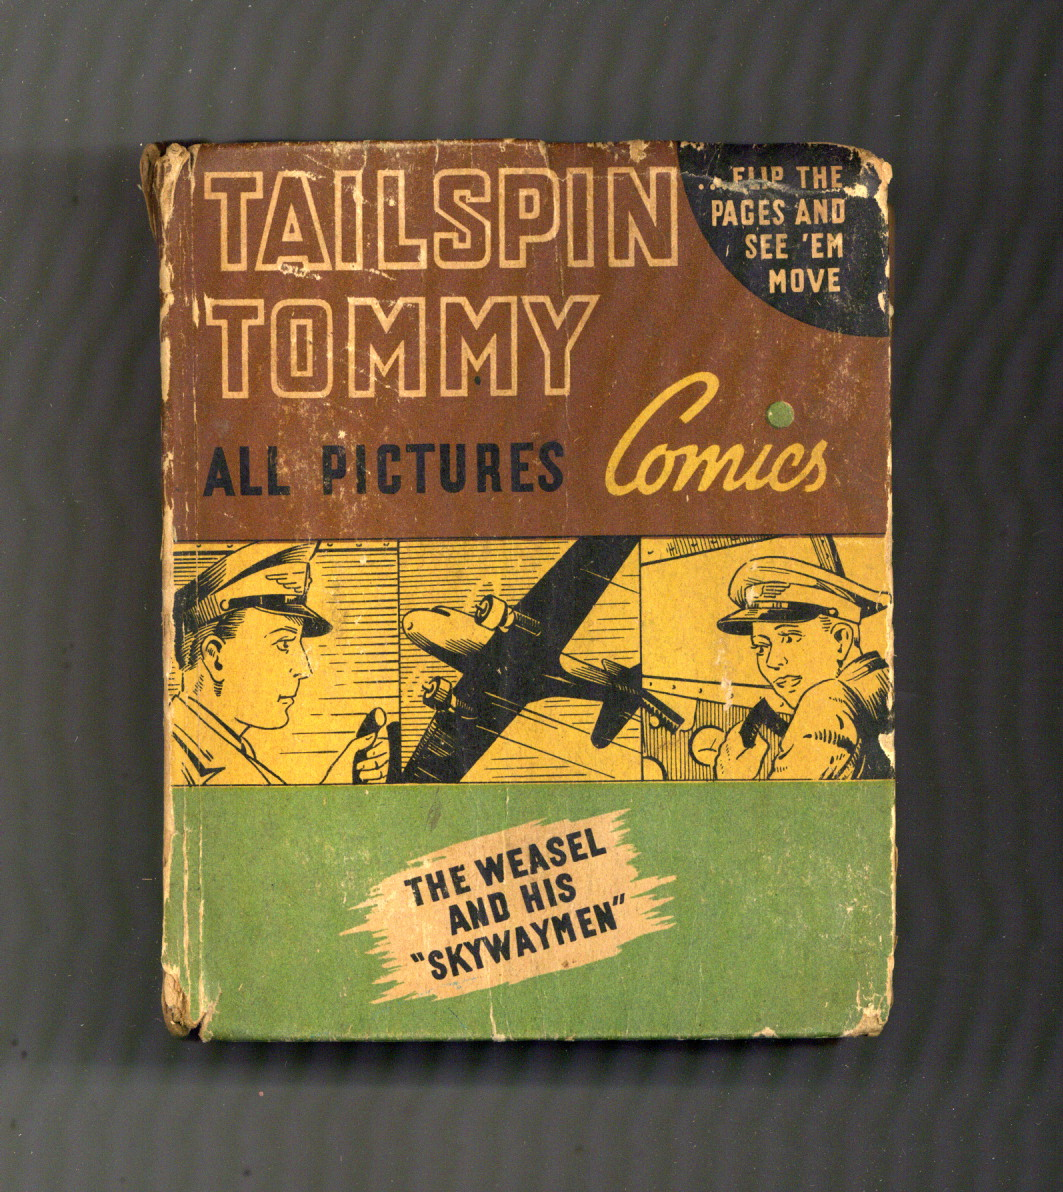 TAILSPIN
TOMMY
ALL PICTURES Comics
..FLIP THE
PAGES AND
SEE 'EM
MOVE
THE WEASEL
AND HIS
"SKYWAYMEN"